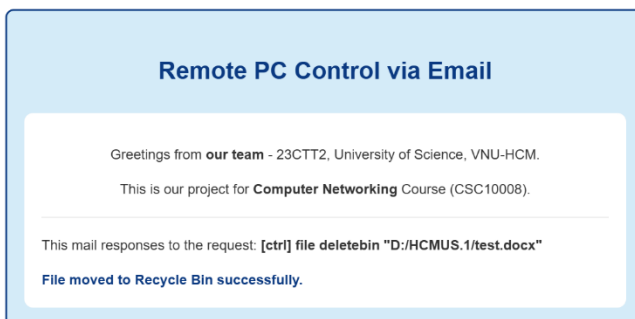 Remote PC Control via Email
Greetings from our team - 23CTT2, University of Science, VNU-HCM.
This is our project for Computer Networking Course (CSC10008).
This mail responses to the request: [ctrl] file deletebin "D:/HCMUS.1/test.docx"
File moved to Recycle Bin successfully.